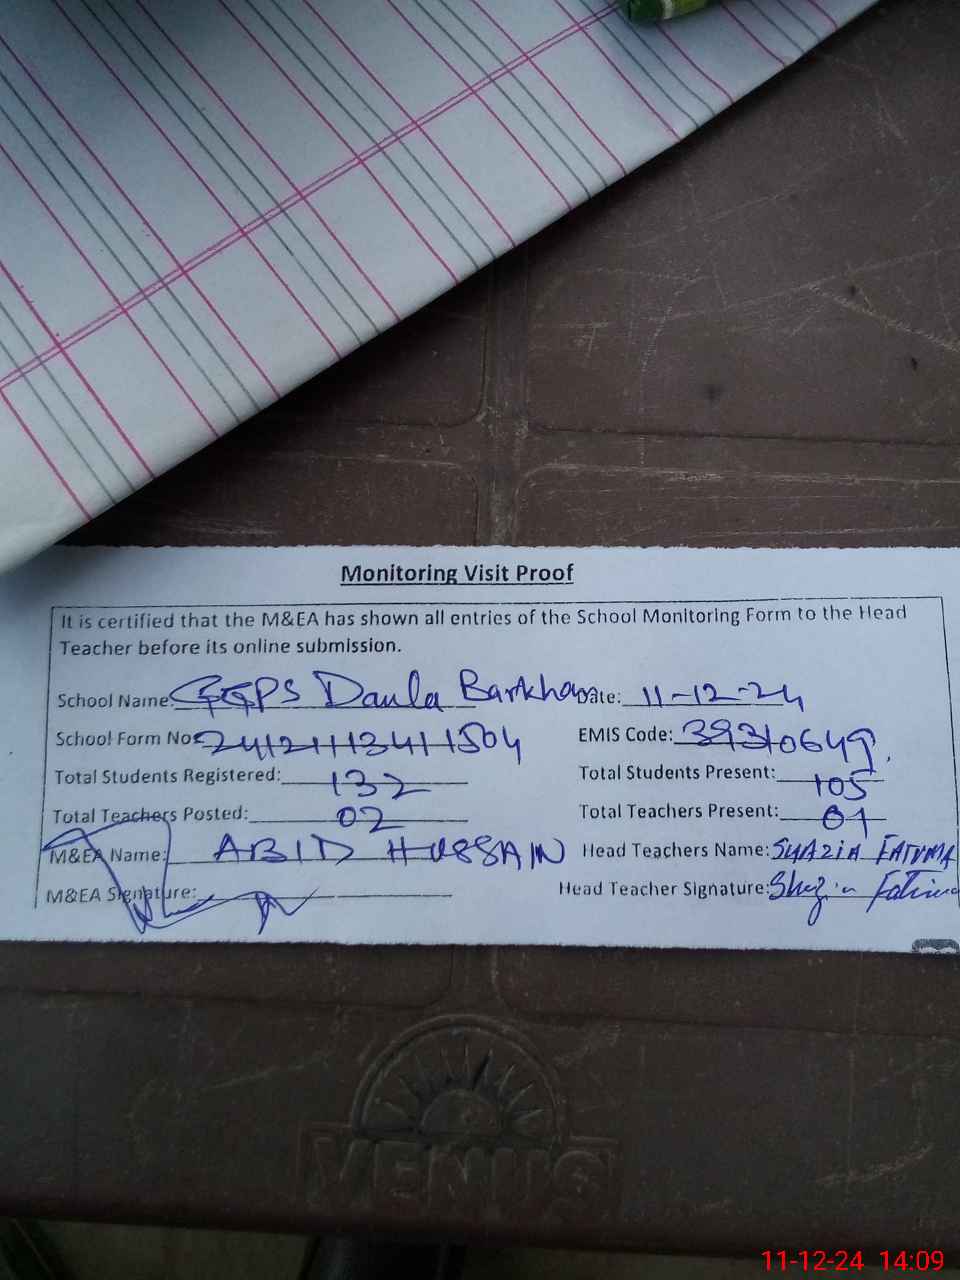 Monitoring Visit Proof
It is certified that the M&EA has shown all entries of the School Monitoring Form to the Head
Teacher before its online submission.
School Name: GGPS Daula Barkhan Date: 11-12-24
School Form No: 24121113411504 EMIS Code: 39310649
Total Students Registered: 132 Total Students Present: 105
Total Teachers Posted: 02 Total Teachers Present: 01
M&EA Name: ABID HUSSAIN Head Teachers Name: SHAZIA FATIMA
M&EA Signature: Head Teacher Signature: Shazia Fatima
VENUS
11-12-24 14:09